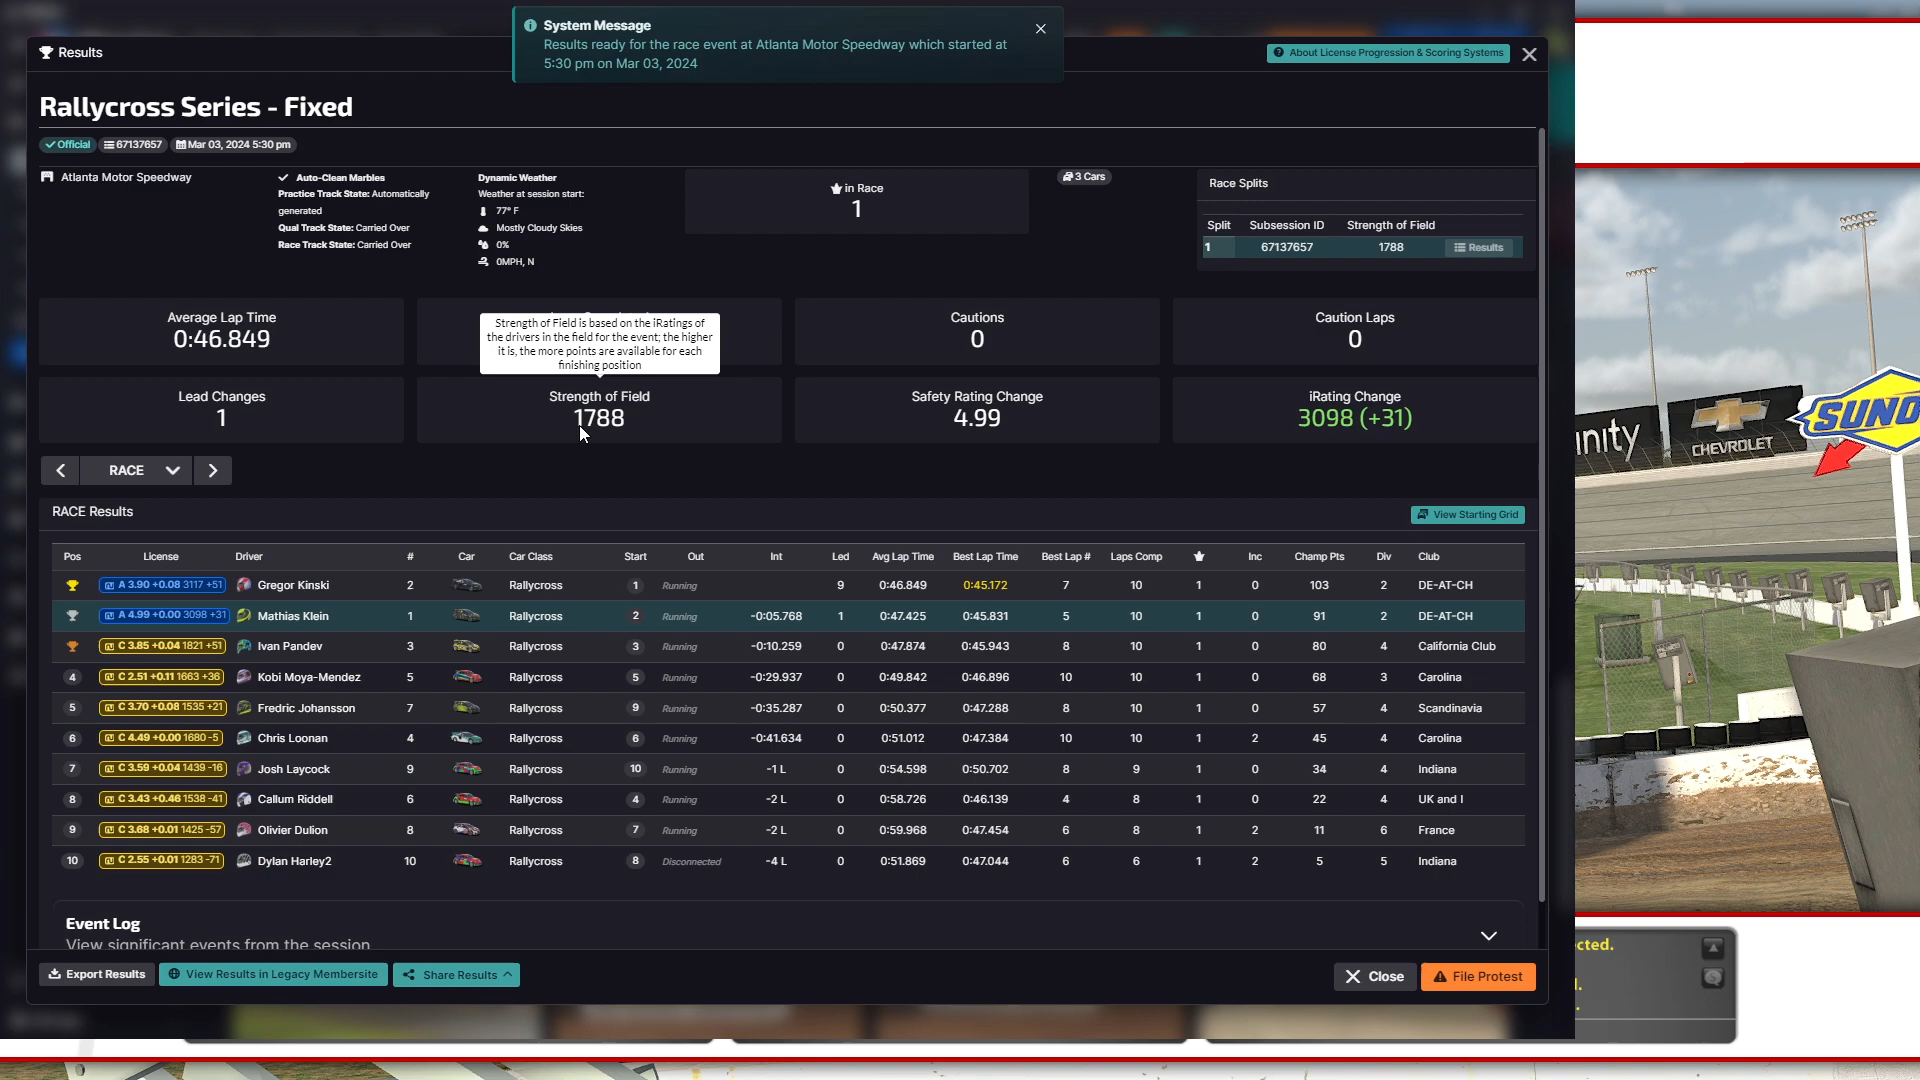 System Message
Results ready for the race event at Atlanta Motor Speedway which started at
5:30 pm on Mar 03, 2024
Results
About License Progression & Scoring Systems
Rallycross Series - Fixed
Official 67137657 Mar 03, 2024 5:30 pm
Atlanta Motor Speedway
Auto-Clean Marbles
Practice Track State: Automatically
generated
Qual Track State: Carried Over
Race Track State: Carried Over
Dynamic Weather
Weather at session start:
77° F
Mostly Cloudy Skies
0%
0MPH, N
in Race
1
3 Cars
Race Splits
Split Subsession ID Strength of Field
1 67137657 1788 Results
Average Lap Time
0:46.849
Strength of Field is based on the iRatings of
the drivers in the field for the event; the higher
it is, the more points are available for each
finishing position
Cautions
0
Caution Laps
0
Lead Changes
1
Strength of Field
1788
Safety Rating Change
4.99
iRating Change
3098 (+31)
RACE
RACE Results
View Starting Grid
Pos License Driver # Car Car Class Start Out Int Led Avg Lap Time Best Lap Time Best Lap # Laps Comp Inc Champ Pts Div Club
A 3.90 +0.08 3117 +51 Gregor Kinski 2 Rallycross 1 Running 9 0:46.849 0:45.172 7 10 1 0 103 2 DE-AT-CH
A 4.99 +0.00 3098 +31 Mathias Klein 1 Rallycross 2 Running -0:05.768 1 0:47.425 0:45.831 5 10 1 0 91 2 DE-AT-CH
C 3.85 +0.04 1821 +51 Ivan Pandev 3 Rallycross 3 Running -0:10.259 0 0:47.874 0:45.943 8 10 1 0 80 4 California Club
4 C 2.51 +0.11 1663 +36 Kobi Moya-Mendez 5 Rallycross 5 Running -0:29.937 0 0:49.842 0:46.896 10 10 1 0 68 3 Carolina
5 C 3.70 +0.08 1535 +21 Fredric Johansson 7 Rallycross 9 Running -0:35.287 0 0:50.377 0:47.288 8 10 1 0 57 4 Scandinavia
6 C 4.49 +0.00 1680 -5 Chris Loonan 4 Rallycross 6 Running -0:41.634 0 0:51.012 0:47.384 10 10 1 2 45 4 Carolina
7 C 3.59 +0.04 1439 -16 Josh Laycock 9 Rallycross 10 Running -1 L 0 0:54.598 0:50.702 8 9 1 0 34 4 Indiana
8 C 3.43 +0.46 1538 -41 Callum Riddell 6 Rallycross 4 Running -2 L 0 0:58.726 0:46.139 4 8 1 0 22 4 UK and I
9 C 3.68 +0.01 1425 -57 Olivier Dulion 8 Rallycross 7 Running -2 L 0 0:59.968 0:47.454 6 8 1 2 11 6 France
10 C 2.55 +0.01 1283 -71 Dylan Harley2 10 Rallycross 8 Disconnected -4 L 0 0:51.869 0:47.044 6 6 1 2 5 5 Indiana
Event Log
View significant events from the session
Export Results
View Results in Legacy Membersite
Share Results
Close
File Protest
inity
CHEVROLET
SUNO
cted.